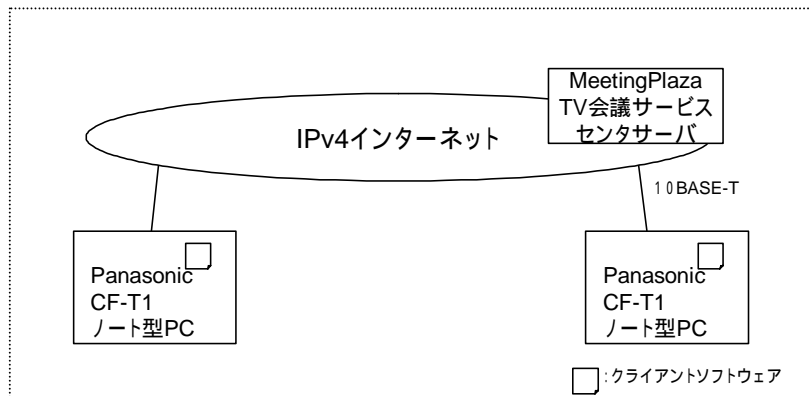 MeetingPlaza
TV会議サービス
センタサーバ
IPv4インターネット
10BASE-T
Panasonic
CF-T1
ノート型PC
Panasonic
CF-T1
ノート型PC
:クライアントソフトウェア